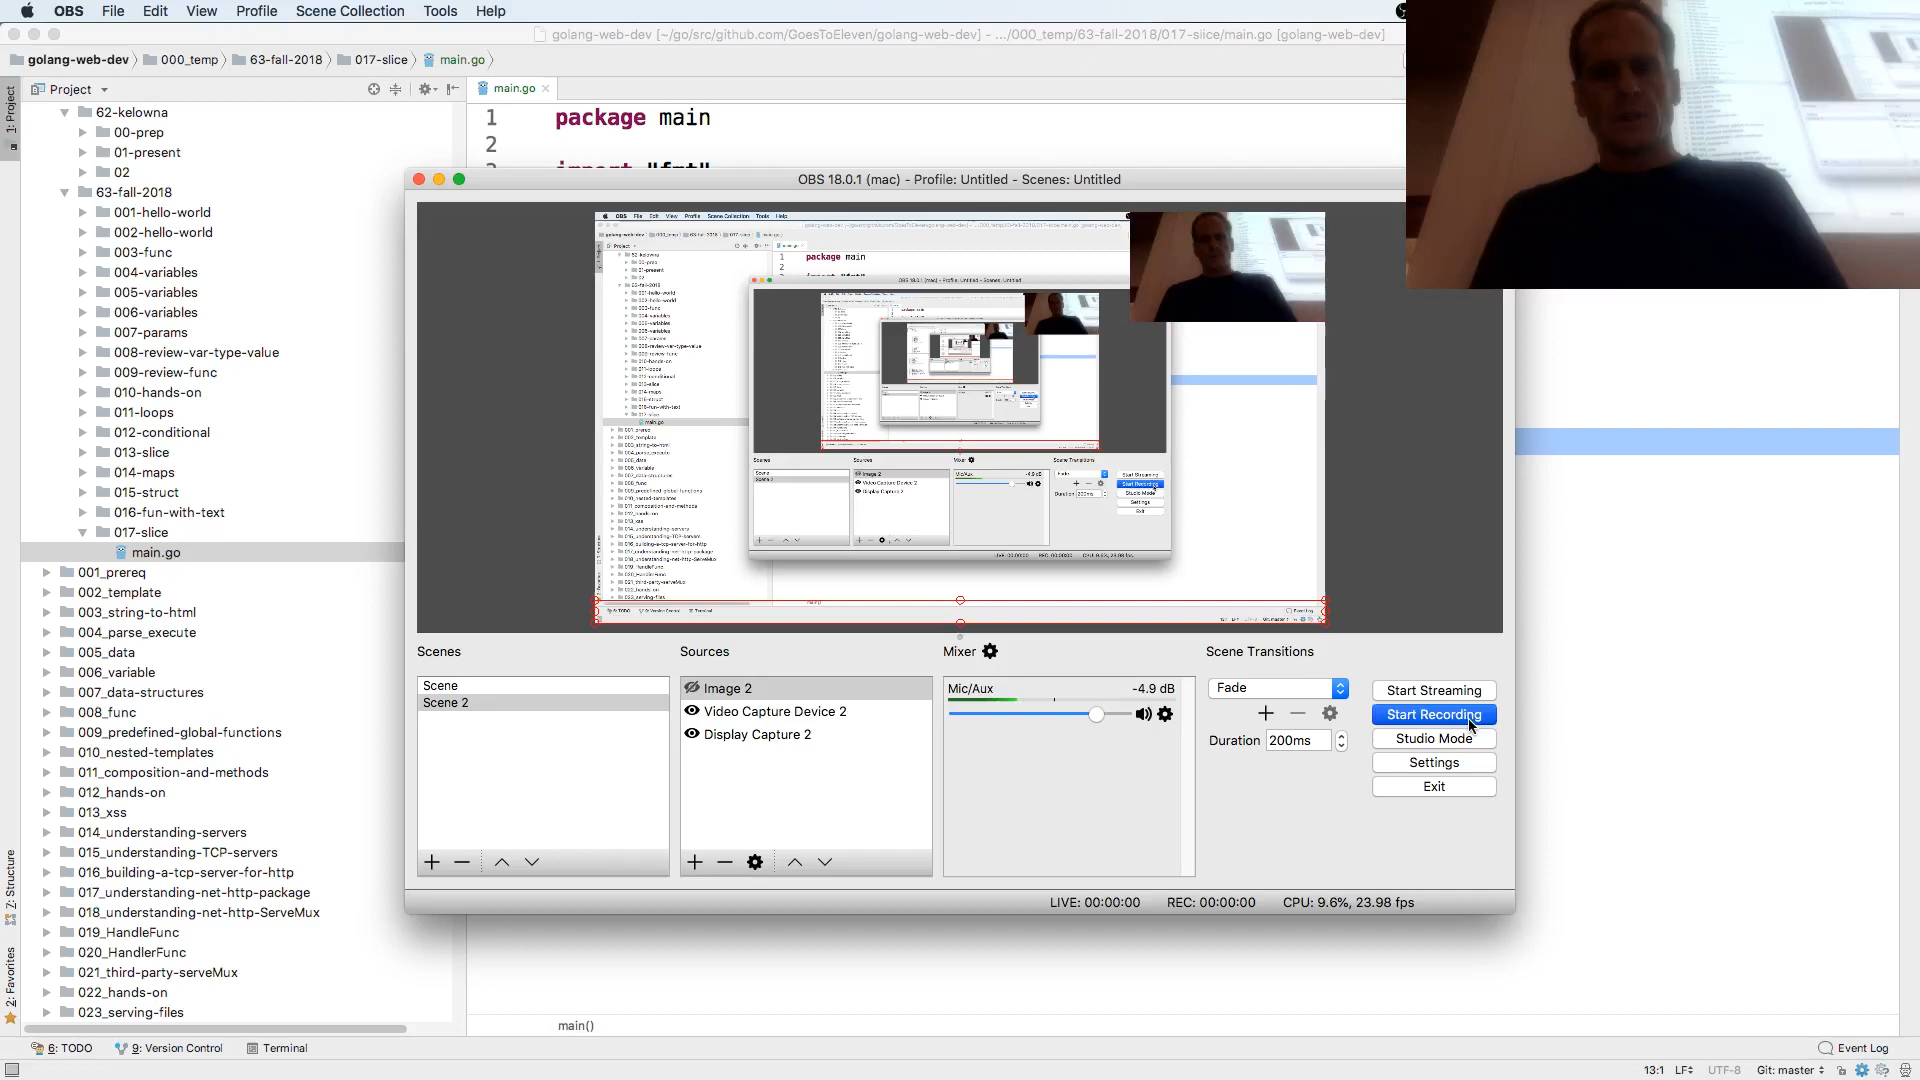 OBS File Edit View Profile Scene Collection Tools Help
golang-web-dev [~/go/src/github.com/GoesToEleven/golang-web-dev] - .../000_temp/63-fall-2018/017-slice/main.go [golang-web-dev]
golang-web-dev 000_temp 63-fall-2018 017-slice main.go
1: Project
Project
main.go
62-kelowna
00-prep
01-present
02
63-fall-2018
001-hello-world
002-hello-world
003-func
004-variables
005-variables
006-variables
007-params
008-review-var-type-value
009-review-func
010-hands-on
011-loops
012-conditional
013-slice
014-maps
015-struct
016-fun-with-text
017-slice
main.go
001_prereq
002_template
003_string-to-html
004_parse_execute
005_data
006_variable
007_data-structures
008_func
009_predefined-global-functions
010_nested-templates
011_composition-and-methods
012_hands-on
013_xss
014_understanding-servers
015_understanding-TCP-servers
016_building-a-tcp-server-for-http
017_understanding-net-http-package
018_understanding-net-http-ServeMux
019_HandleFunc
020_HandlerFunc
021_third-party-serveMux
022_hands-on
023_serving-files
7: Structure
2: Favorites
1 package main
2
3 import "fmt"
OBS 18.0.1 (mac) - Profile: Untitled - Scenes: Untitled
Scenes
Scene
Scene 2
Sources
Image 2
Video Capture Device 2
Display Capture 2
Mixer
Mic/Aux -4.9 dB
Scene Transitions
Fade
Duration 200ms
Start Streaming
Start Recording
Studio Mode
Settings
Exit
LIVE: 00:00:00 REC: 00:00:00 CPU: 9.6%, 23.98 fps
main()
6: TODO 9: Version Control Terminal Event Log
13:1 LF UTF-8 Git: master